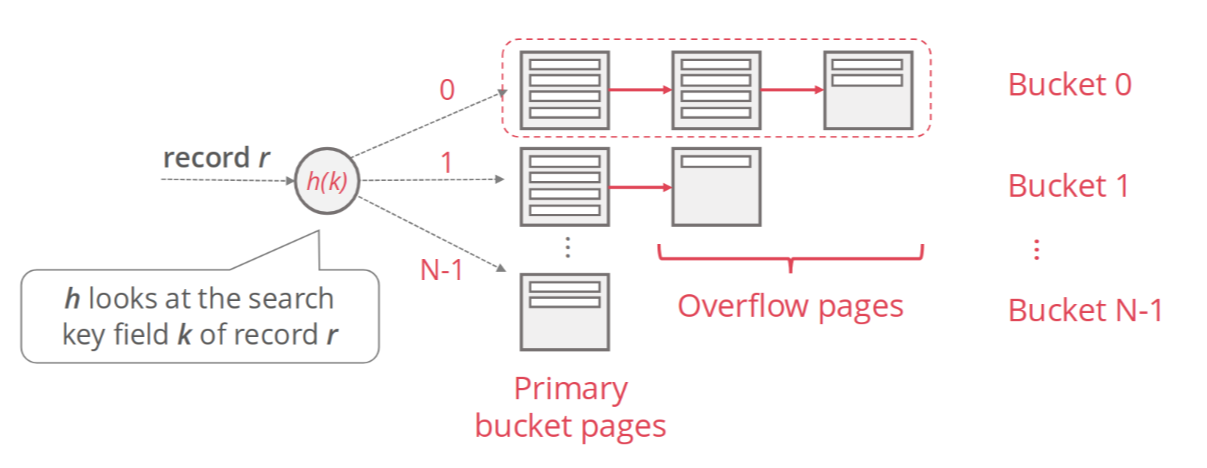 0
Bucket 0
record r
h(k)
1
Bucket 1
⋮
⋮
N-1
h looks at the search
key field k of record r
Overflow pages
Bucket N-1
Primary
bucket pages